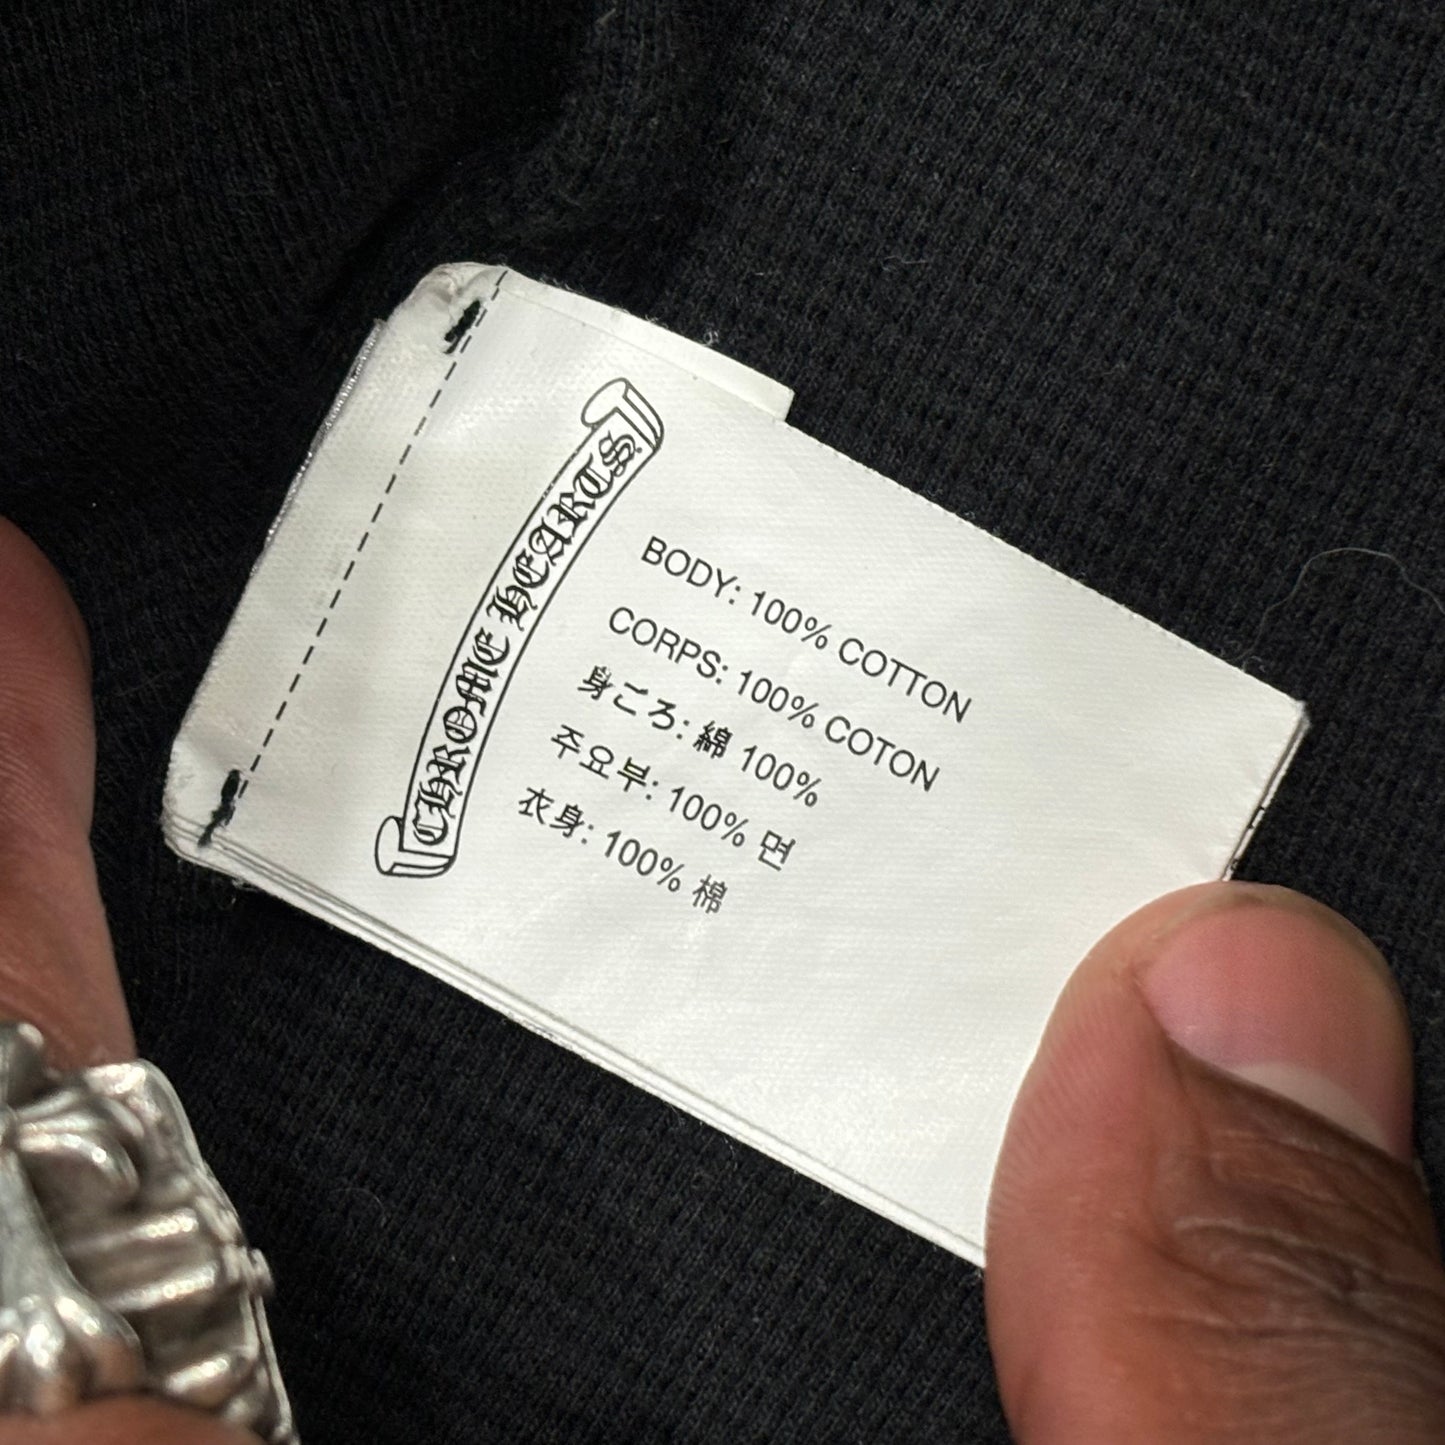 CHROME HEARTS
BODY: 100% COTTON
CORPS: 100% COTON
身ごろ: 綿 100%
주요부: 100% 면
衣身: 100% 棉